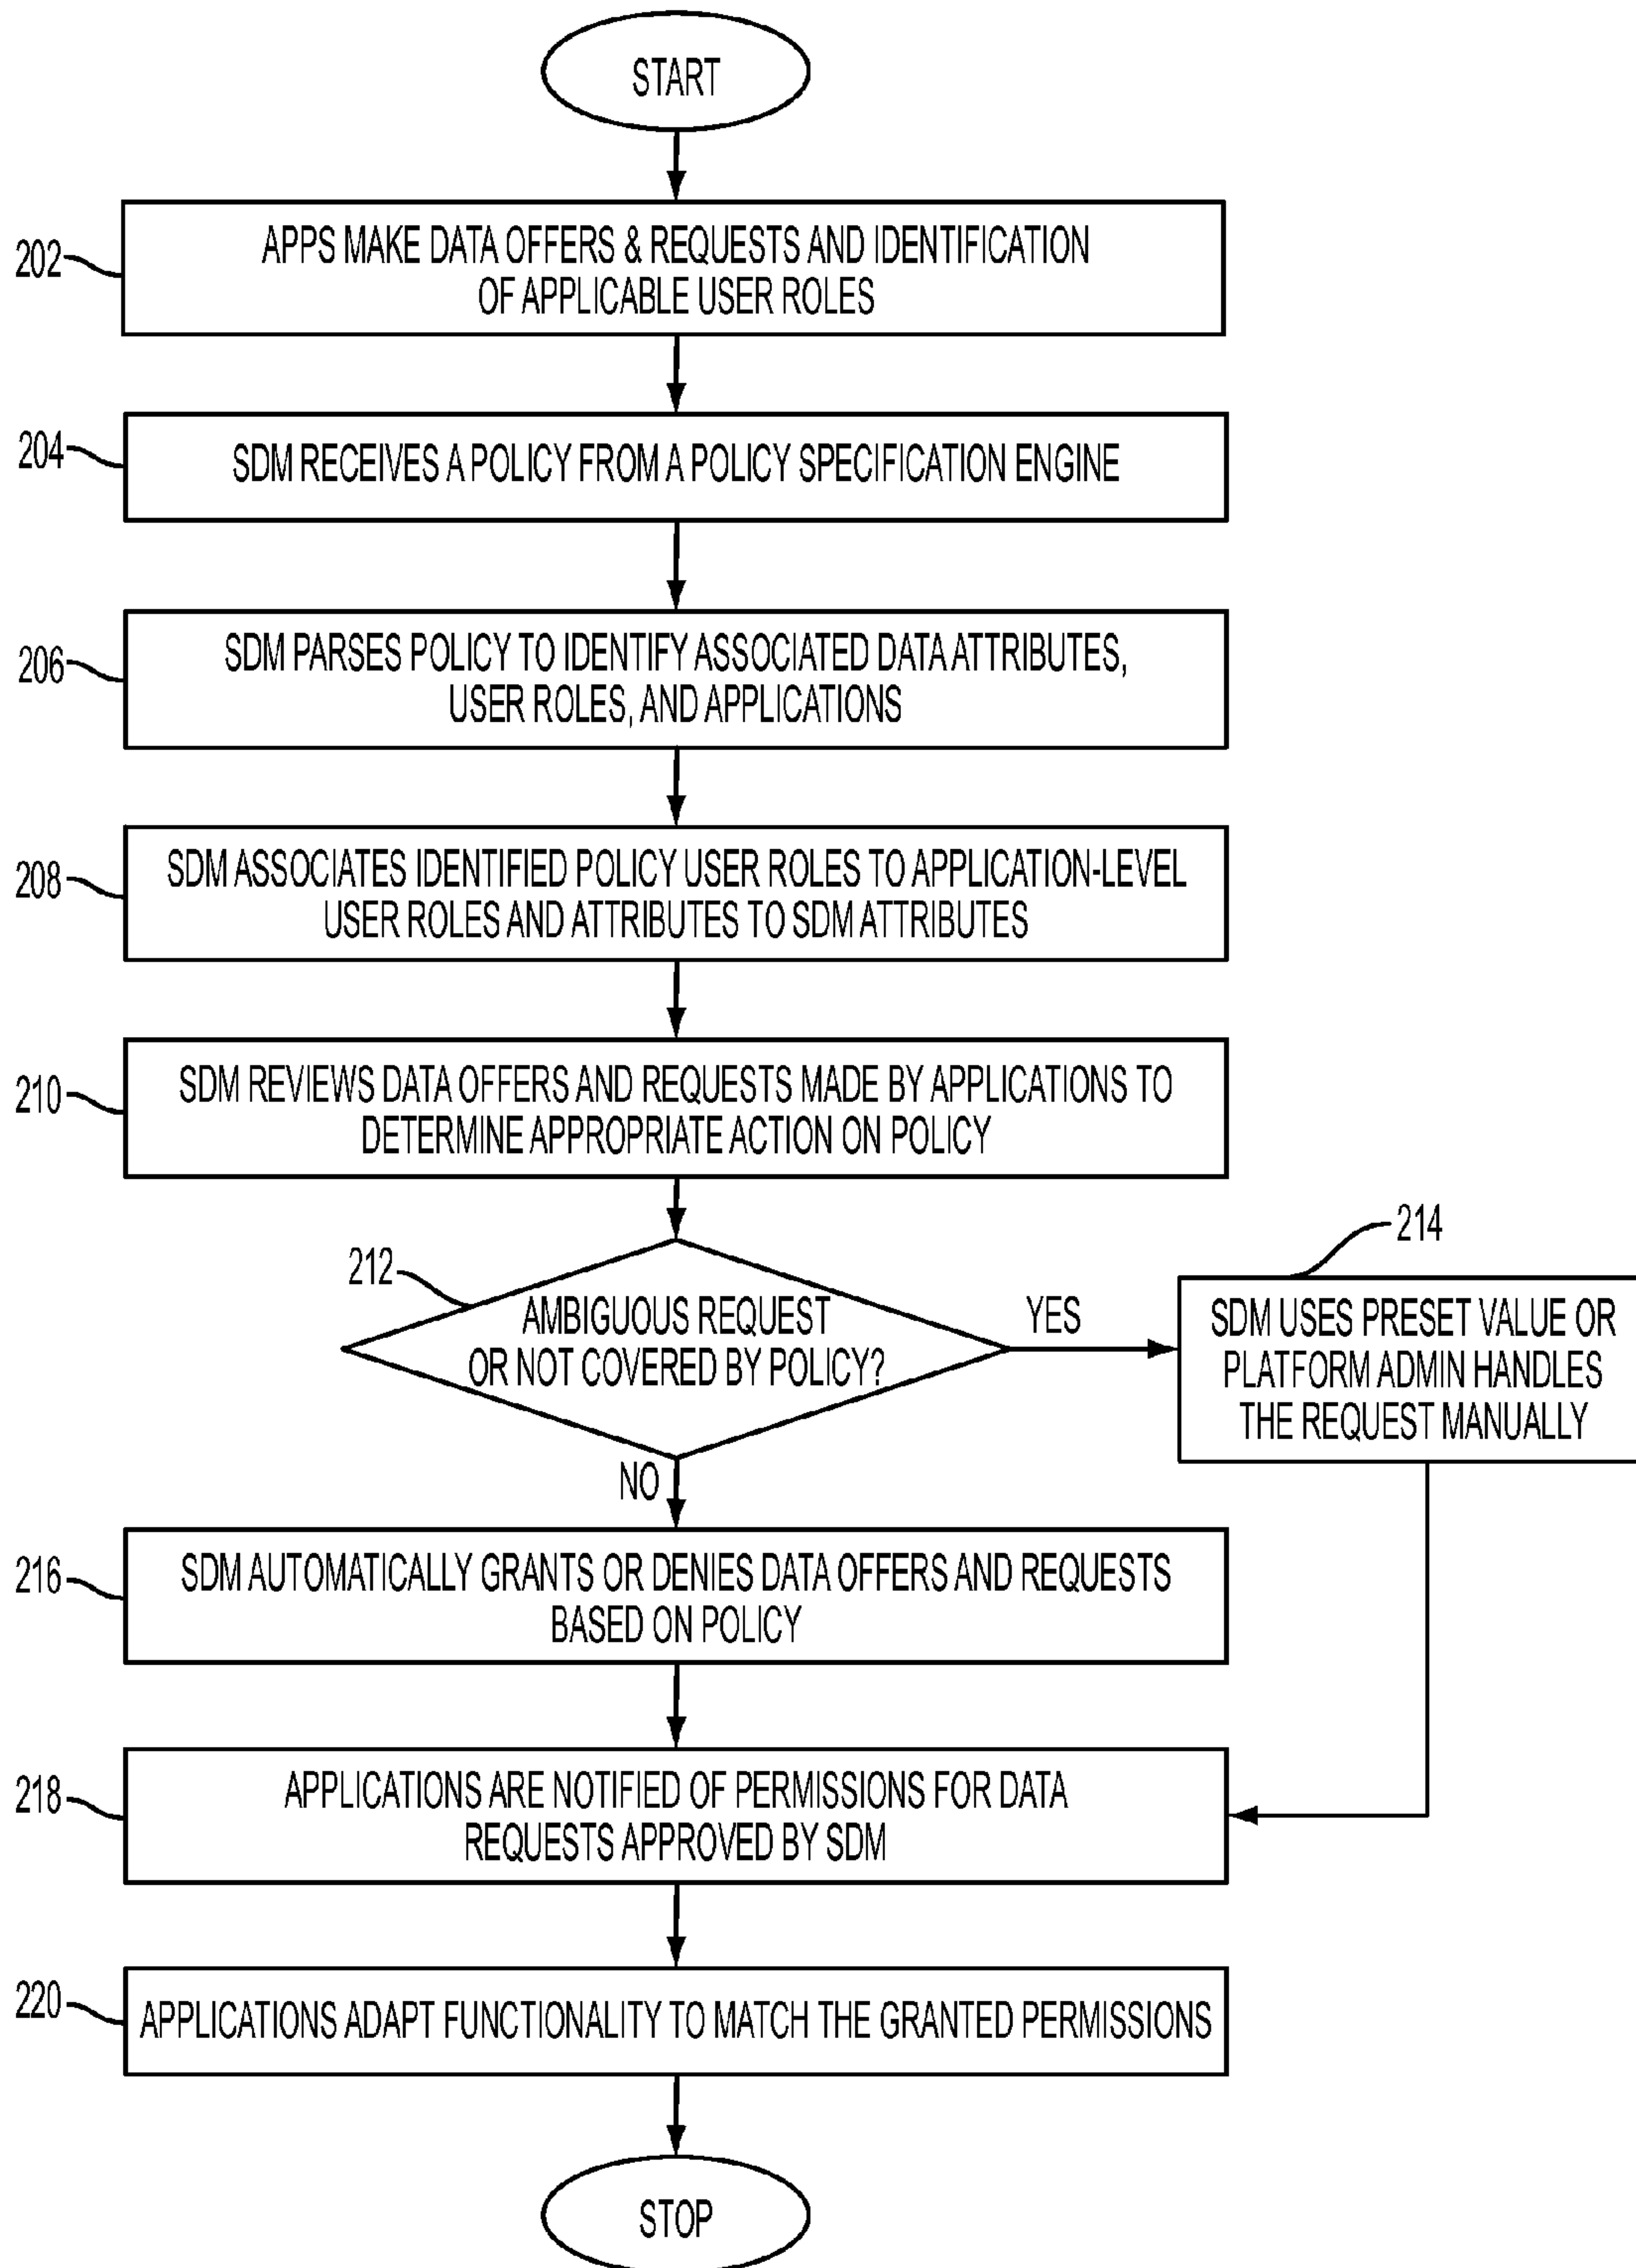 START
202
APPS MAKE DATA OFFERS & REQUESTS AND IDENTIFICATION
OF APPLICABLE USER ROLES
204
SDM RECEIVES A POLICY FROM A POLICY SPECIFICATION ENGINE
206
SDM PARSES POLICY TO IDENTIFY ASSOCIATED DATA ATTRIBUTES,
USER ROLES, AND APPLICATIONS
208
SDM ASSOCIATES IDENTIFIED POLICY USER ROLES TO APPLICATION-LEVEL
USER ROLES AND ATTRIBUTES TO SDM ATTRIBUTES
210
SDM REVIEWS DATA OFFERS AND REQUESTS MADE BY APPLICATIONS TO
DETERMINE APPROPRIATE ACTION ON POLICY
212
AMBIGUOUS REQUEST
OR NOT COVERED BY POLICY?
YES
214
SDM USES PRESET VALUE OR
PLATFORM ADMIN HANDLES
THE REQUEST MANUALLY
NO
216
SDM AUTOMATICALLY GRANTS OR DENIES DATA OFFERS AND REQUESTS
BASED ON POLICY
218
APPLICATIONS ARE NOTIFIED OF PERMISSIONS FOR DATA
REQUESTS APPROVED BY SDM
220
APPLICATIONS ADAPT FUNCTIONALITY TO MATCH THE GRANTED PERMISSIONS
STOP